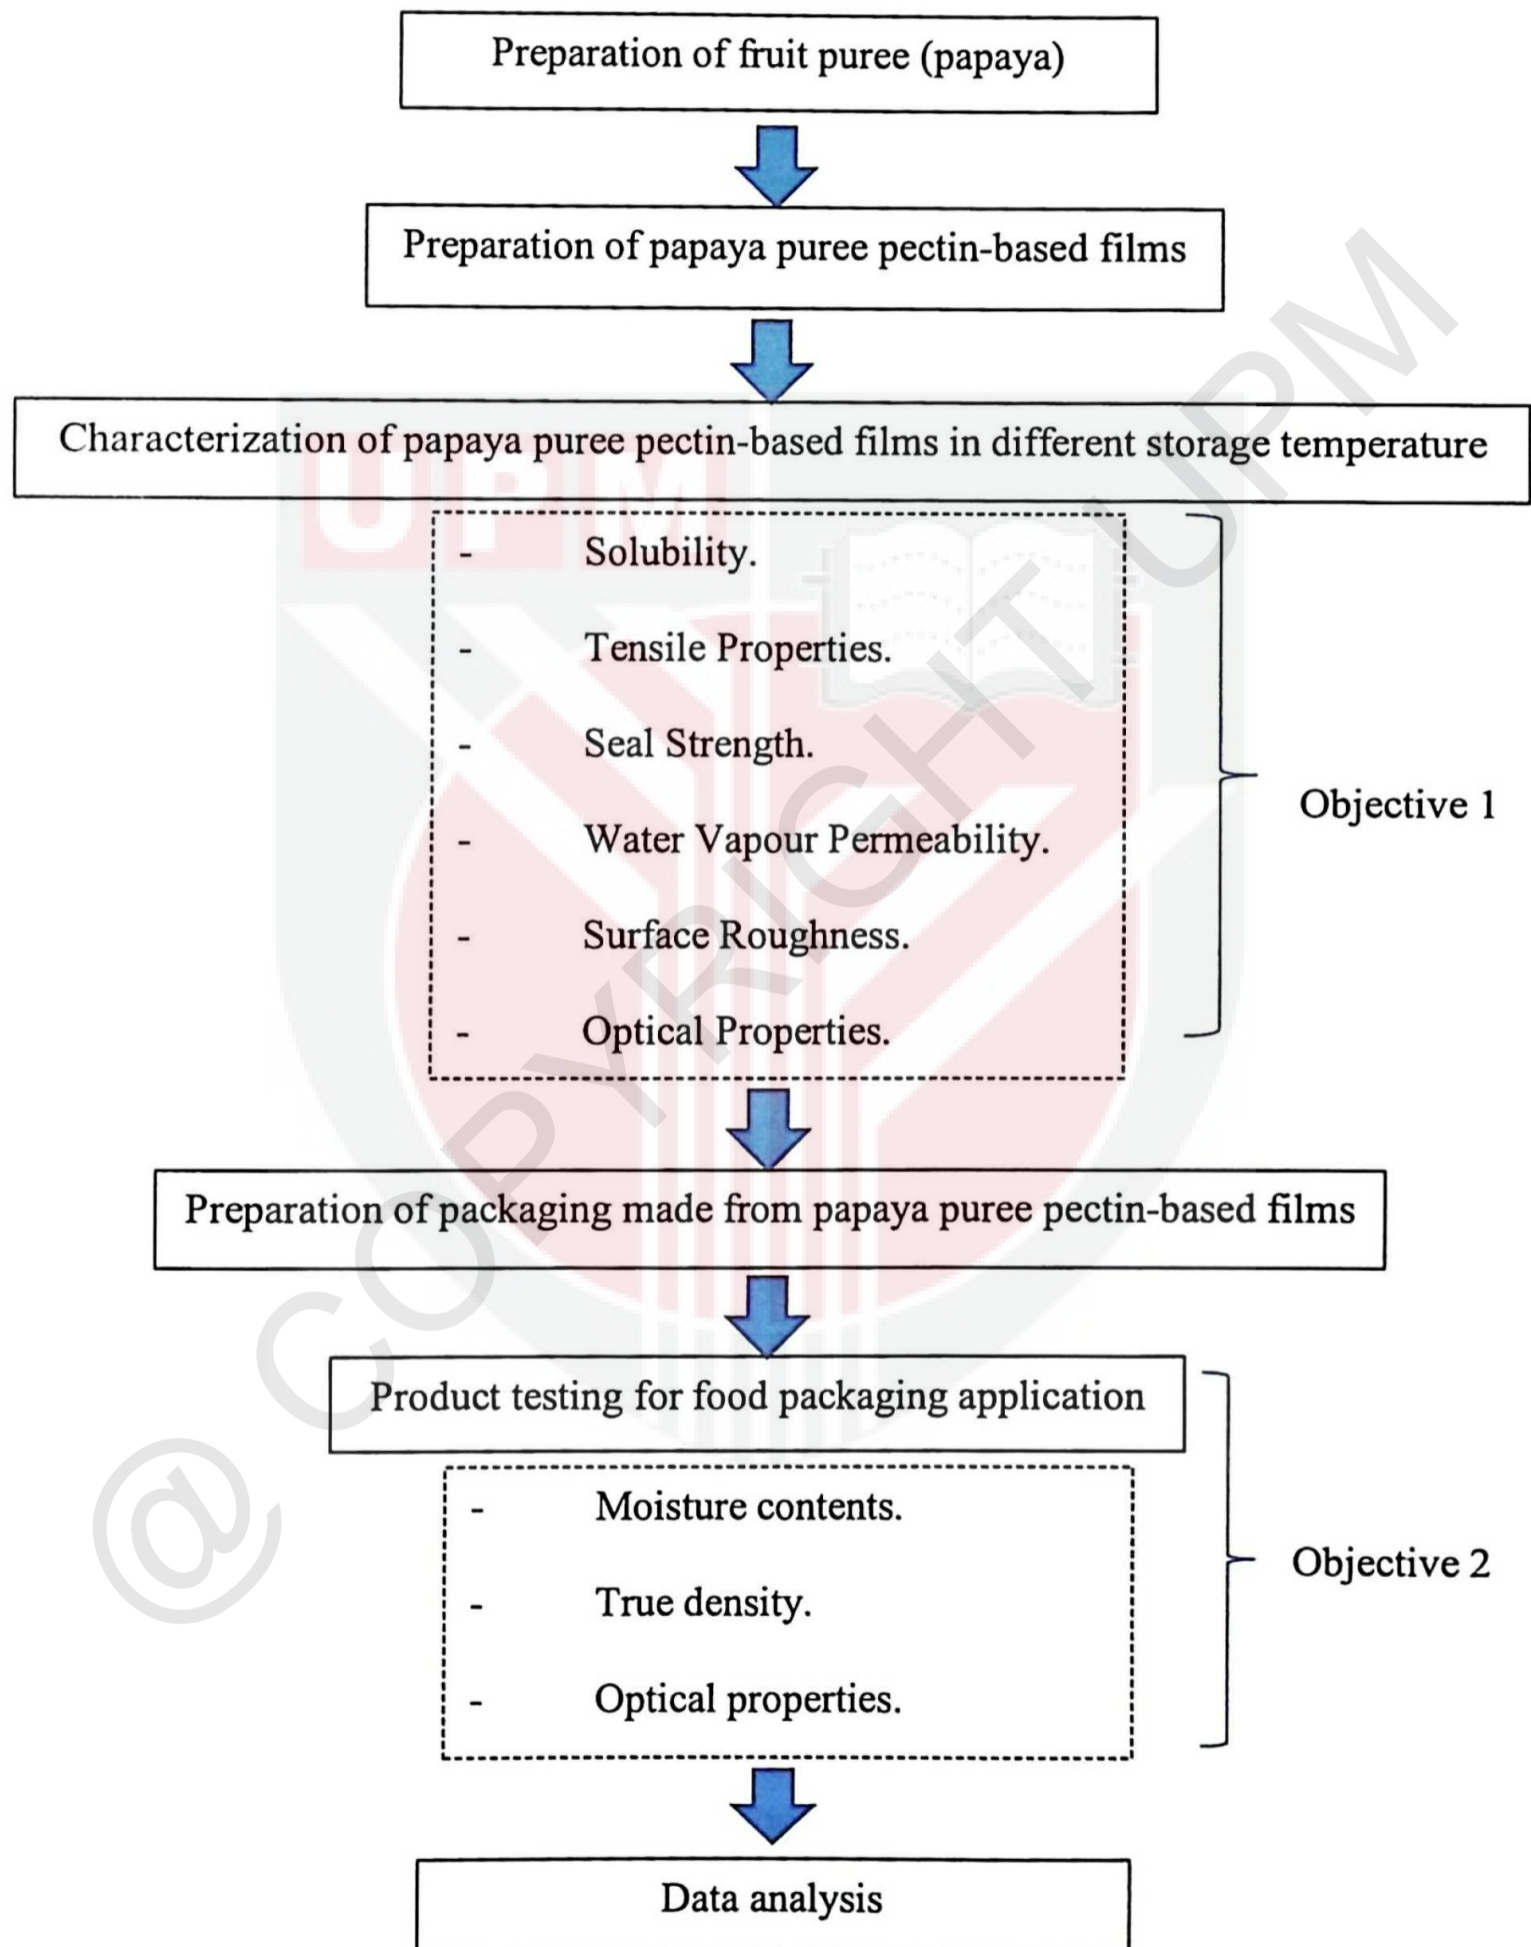 Preparation of fruit puree (papaya)
Preparation of papaya puree pectin-based films
Characterization of papaya puree pectin-based films in different storage temperature
UPM
- Solubility.
- Tensile Properties.
- Seal Strength.
- Water Vapour Permeability.
- Surface Roughness.
- Optical Properties.
Objective 1
Preparation of packaging made from papaya puree pectin-based films
Product testing for food packaging application
- Moisture contents.
- True density.
- Optical properties.
Objective 2
Data analysis
@ COPYRIGHT UPM